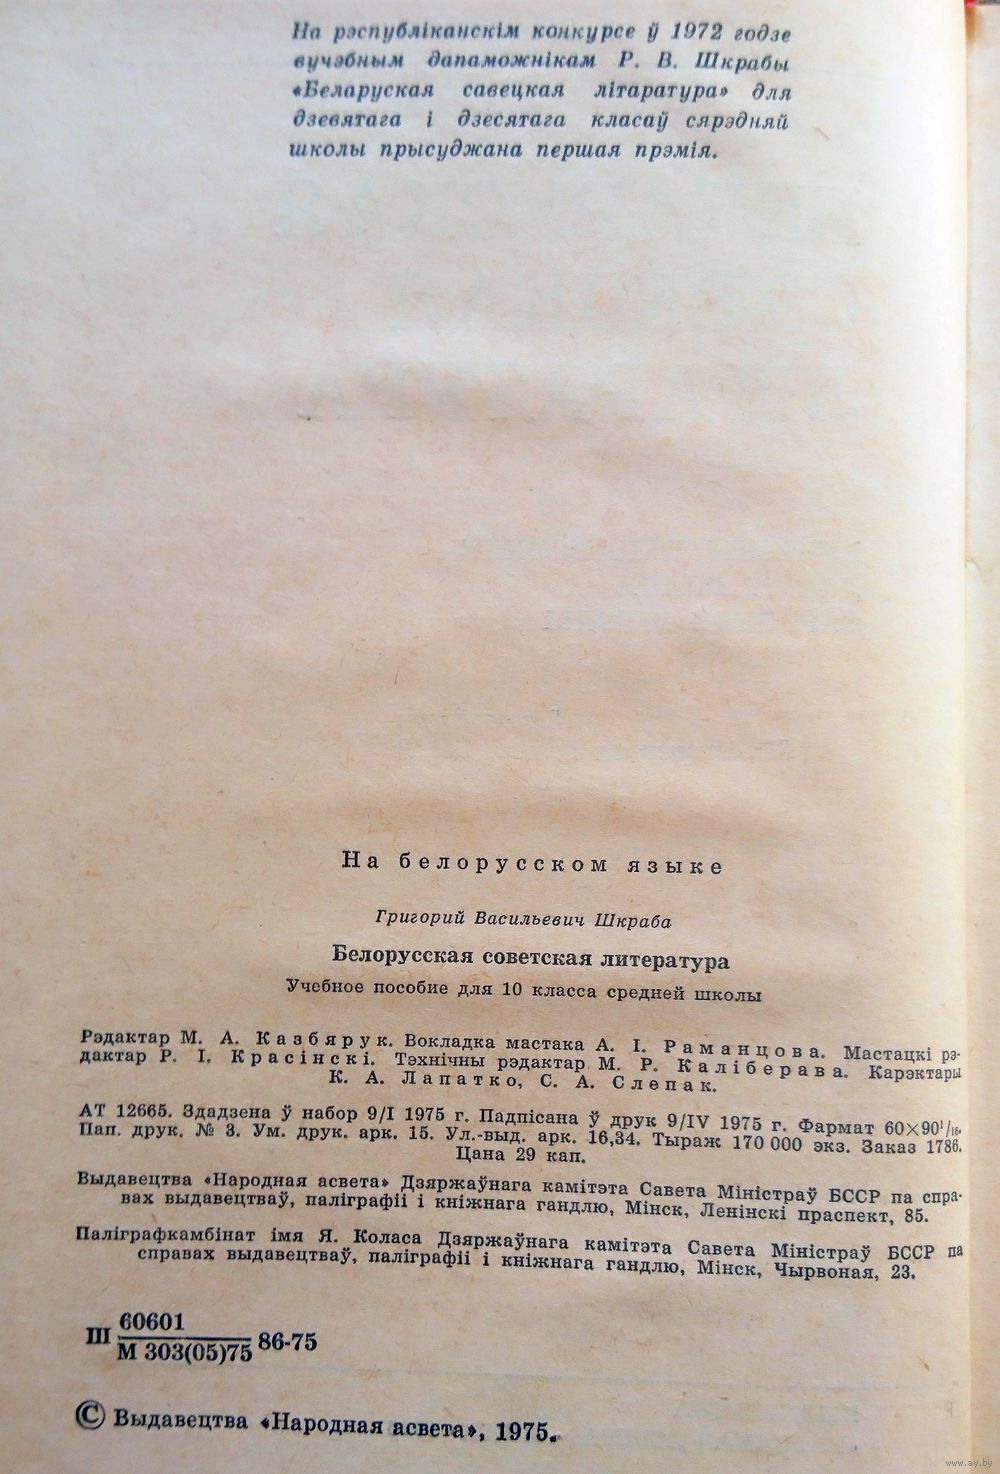 На рэспубліканскім конкурсе ў 1972 годзе
вучэбным дапаможнікам Р. В. Шкрабы
«Беларуская савецкая літаратура» для
дзевятага і дзесятага класаў сярэдняй
школы прысуджана першая прэмія.
На белорусском языке
Григорий Васильевич Шкраба
Белорусская советская литература
Учебное пособие для 10 класса средней школы
Рэдактар М. А. Казбярук. Вокладка мастака А. І. Раманцова. Мастацкі рэ-
дактар Р. І. Красінскі. Тэхнічны рэдактар М. Р. Каліберава. Карэктары
К. А. Лапатко, С. А. Слепак.
АТ 12665. Здадзена ў набор 9/I 1975 г. Падпісана ў друк 9/IV 1975 г. Фармат 60×90¹/₁₆.
Пап. друк. № 3. Ум. друк. арк. 15. Ул.-выд. арк. 16,34. Тыраж 170 000 экз. Заказ 1786.
Цана 29 кап.
Выдавецтва «Народная асвета» Дзяржаўнага камітэта Савета Міністраў БССР па спра-
вах выдавецтваў, паліграфіі і кніжнага гандлю, Мінск, Ленінскі праспект, 85.
Паліграфкамбінат імя Я. Коласа Дзяржаўнага камітэта Савета Міністраў БССР па
справах выдавецтваў, паліграфіі і кніжнага гандлю, Мінск, Чырвоная, 23.
60601
Ш 86-75
М 303(05)75
© Выдавецтва «Народная асвета», 1975.
www.ay.by